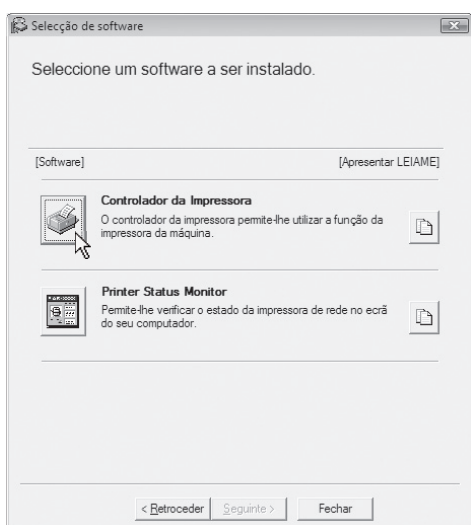 Selecção de software
Seleccione um software a ser instalado.
[Software] [Apresentar LEIAME]
Controlador da Impressora
O controlador da impressora permite-lhe utilizar a função da
impressora da máquina.
Printer Status Monitor
Permite-lhe verificar o estado da impressora de rede no ecrã
do seu computador.
< Retroceder Seguinte > Fechar